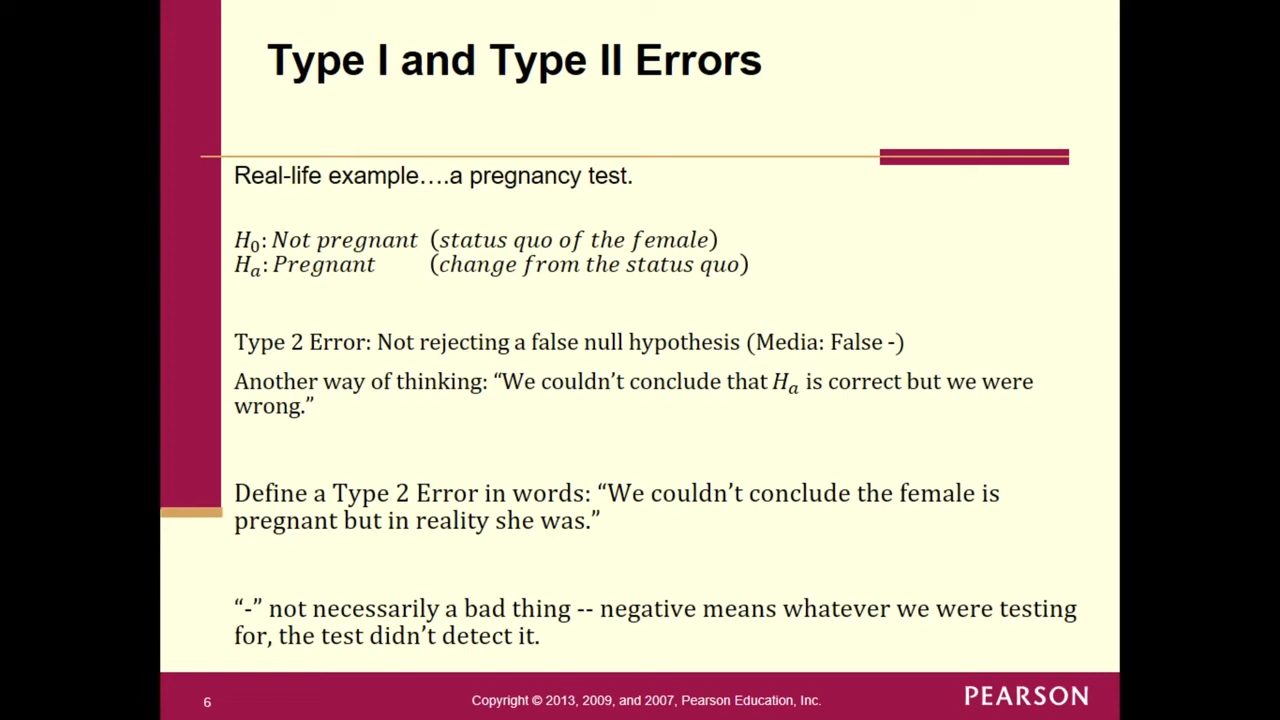 Type I and Type II Errors
Real-life example….a pregnancy test.
H₀: Not pregnant (status quo of the female)
Hₐ: Pregnant (change from the status quo)
Type 2 Error: Not rejecting a false null hypothesis (Media: False -)
Another way of thinking: “We couldn’t conclude that Hₐ is correct but we were
wrong.”
Define a Type 2 Error in words: “We couldn’t conclude the female is
pregnant but in reality she was.”
“-” not necessarily a bad thing -- negative means whatever we were testing
for, the test didn’t detect it.
6
Copyright © 2013, 2009, and 2007, Pearson Education, Inc.
PEARSON